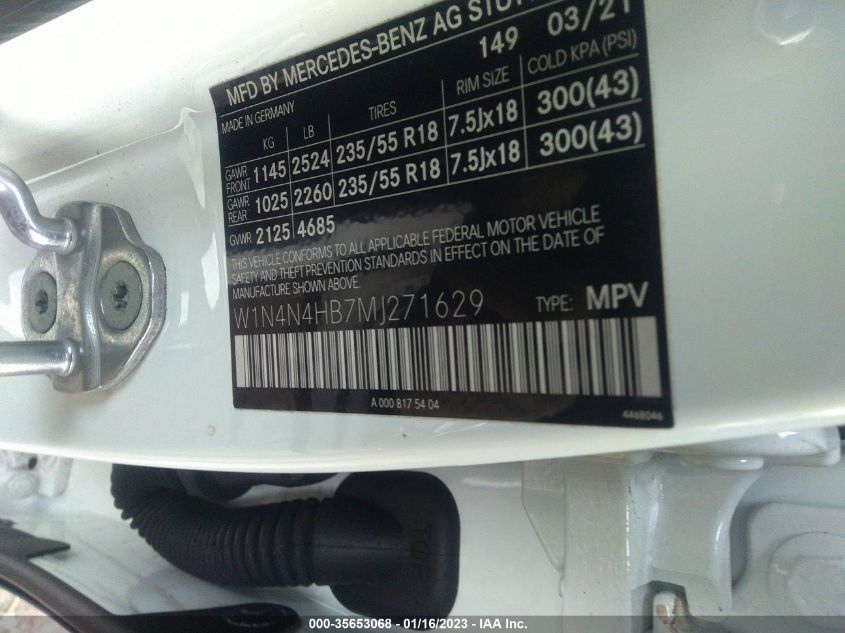 MFD BY MERCEDES-BENZ AG
149 03/21
MADE IN GERMANY
KG LB TIRES RIM SIZE COLD KPA (PSI)
GAWR FRONT 1145 2524 235/55 R18 7.5Jx18 300(43)
GAWR REAR 1025 2260 235/55 R18 7.5Jx18 300(43)
GVWR 2125 4685
THIS VEHICLE CONFORMS TO ALL APPLICABLE FEDERAL MOTOR VEHICLE
SAFETY AND THEFT PREVENTION STANDARDS IN EFFECT ON THE DATE OF
MANUFACTURE SHOWN ABOVE.
W1N4N4HB7MJ271629 TYPE: MPV
A 000 817 54 04
4468046
000-35653068 - 01/16/2023 - IAA Inc.